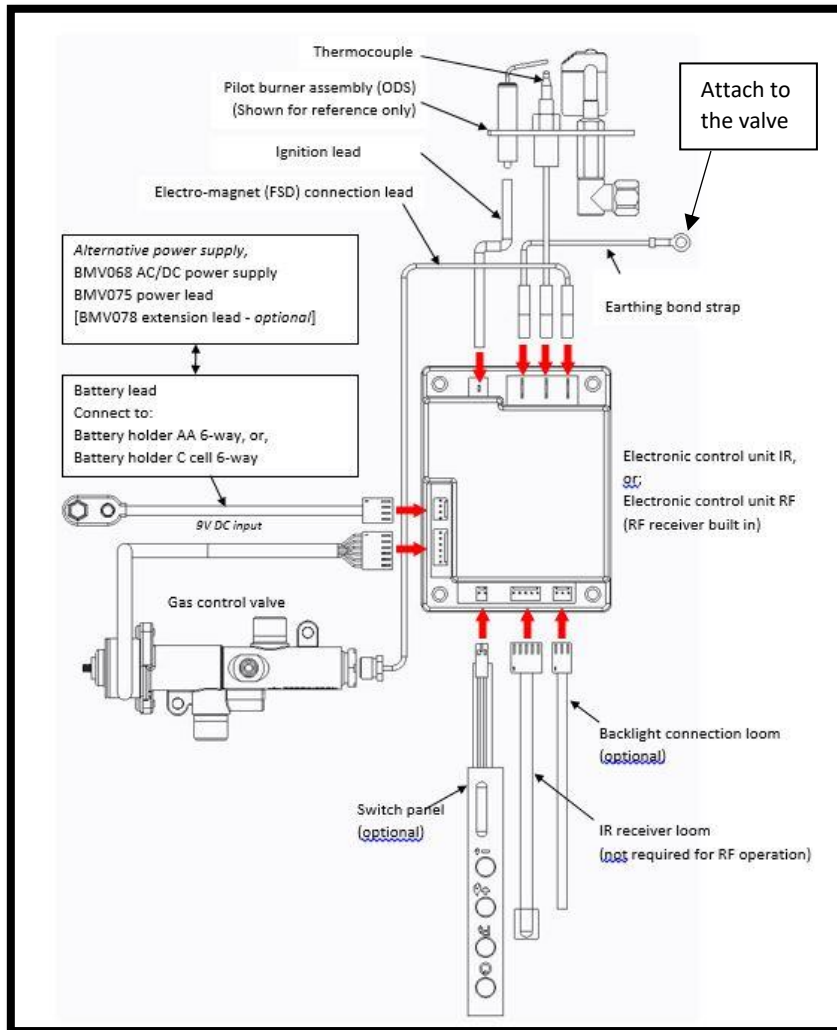 Thermocouple
Pilot burner assembly (ODS)
(Shown for reference only)
Attach to
the valve
Ignition lead
Electro-magnet (FSD) connection lead
Alternative power supply,
BMV068 AC/DC power supply
BMV075 power lead
[BMV078 extension lead - optional]
Earthing bond strap
Battery lead
Connect to:
Battery holder AA 6-way, or,
Battery holder C cell 6-way
Electronic control unit IR,
or;
Electronic control unit RF
(RF receiver built in)
9V DC input
Gas control valve
Backlight connection loom
(optional)
Switch panel
(optional)
IR receiver loom
(not required for RF operation)